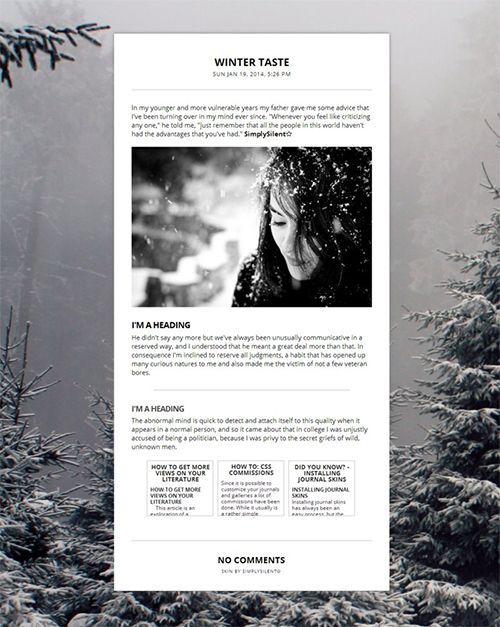 WINTER TASTE
SUN JAN 19, 2014, 5:26 PM
In my younger and more vulnerable years my father gave me some advice that
I've been turning over in my mind ever since. "Whenever you feel like criticizing
any one," he told me, "just remember that all the people in this world haven't
had the advantages that you've had." SimplySilent☆
I'M A HEADING
He didn't say any more but we've always been unusually communicative in a
reserved way, and I understood that he meant a great deal more than that. In
consequence I'm inclined to reserve all judgments, a habit that has opened up
many curious natures to me and also made me the victim of not a few veteran
bores.
I'M A HEADING
The abnormal mind is quick to detect and attach itself to this quality when it
appears in a normal person, and so it came about that in college I was unjustly
accused of being a politician, because I was privy to the secret griefs of wild,
unknown men.
HOW TO GET MORE
VIEWS ON YOUR
LITERATURE
HOW TO GET MORE
VIEWS ON YOUR
LITERATURE
This article is an
exploration of a
HOW TO: CSS
COMMISSIONS
Since it is possible to
customize your journals
and galleries a lot of
commissions have been
done. While it usually is
a rather simple
DID YOU KNOW? -
INSTALLING
JOURNAL SKINS
INSTALLING JOURNAL
SKINS
Installing journal skins
has always been an
easy process, but the
NO COMMENTS
SKIN BY SIMPLYSILENT